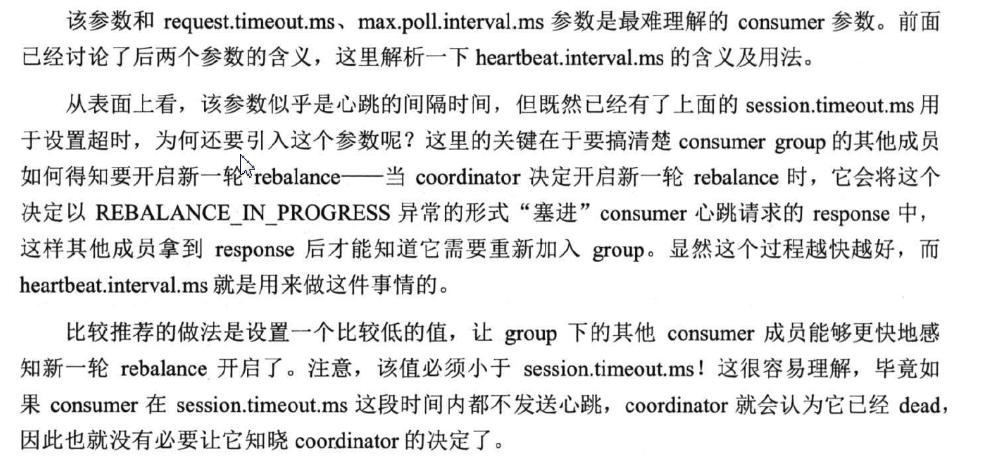 该参数和 request.timeout.ms、max.poll.interval.ms 参数是最难理解的 consumer 参数。前面
已经讨论了后两个参数的含义，这里解析一下 heartbeat.interval.ms 的含义及用法。
从表面上看，该参数似乎是心跳的间隔时间，但既然已经有了上面的 session.timeout.ms 用
于设置超时，为何还要引入这个参数呢？这里的关键在于要搞清楚 consumer group 的其他成员
如何得知要开启新一轮 rebalance——当 coordinator 决定开启新一轮 rebalance 时，它会将这个
决定以 REBALANCE_IN_PROGRESS 异常的形式“塞进”consumer 心跳请求的 response 中，
这样其他成员拿到 response 后才能知道它需要重新加入 group。显然这个过程越快越好，而
heartbeat.interval.ms 就是用来做这件事情的。
比较推荐的做法是设置一个比较低的值，让 group 下的其他 consumer 成员能够更快地感
知新一轮 rebalance 开启了。注意，该值必须小于 session.timeout.ms！这很容易理解，毕竟如
果 consumer 在 session.timeout.ms 这段时间内都不发送心跳，coordinator 就会认为它已经 dead，
因此也就没有必要让它知晓 coordinator 的决定了。